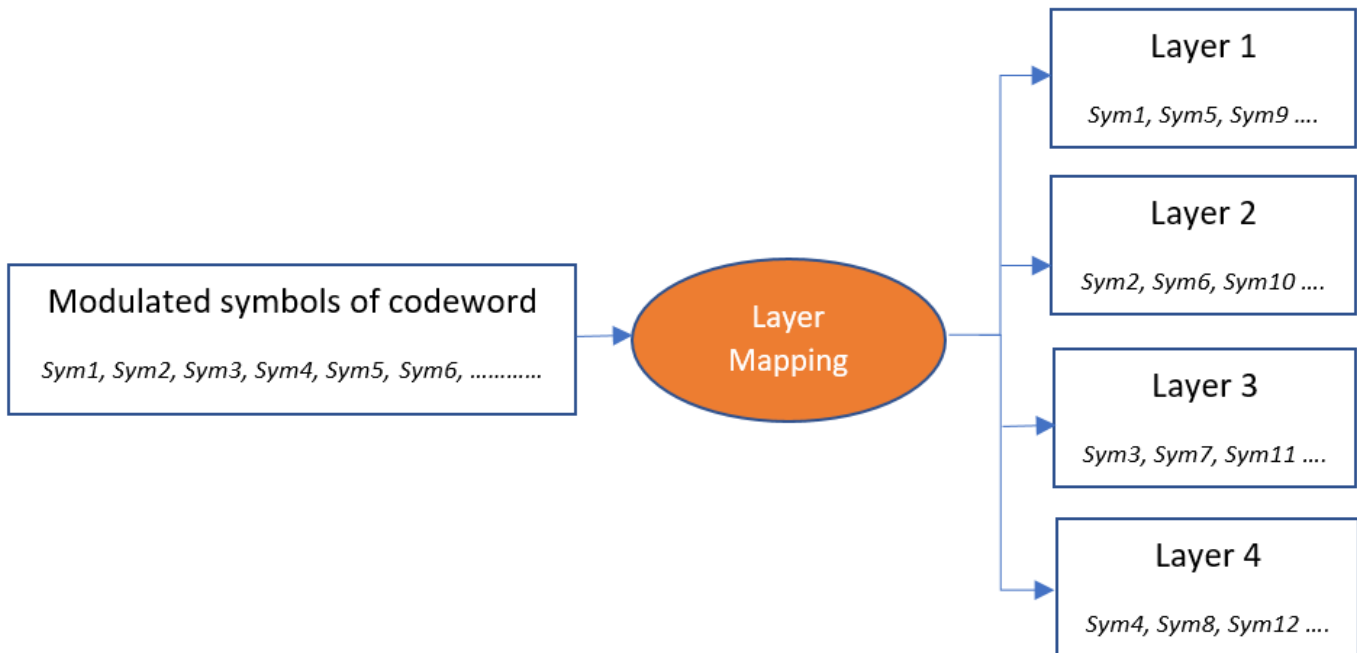 Modulated symbols of codeword
Sym1, Sym2, Sym3, Sym4, Sym5, Sym6, …………
Layer
Mapping
Layer 1
Sym1, Sym5, Sym9 ….
Layer 2
Sym2, Sym6, Sym10 ….
Layer 3
Sym3, Sym7, Sym11 ….
Layer 4
Sym4, Sym8, Sym12 ….